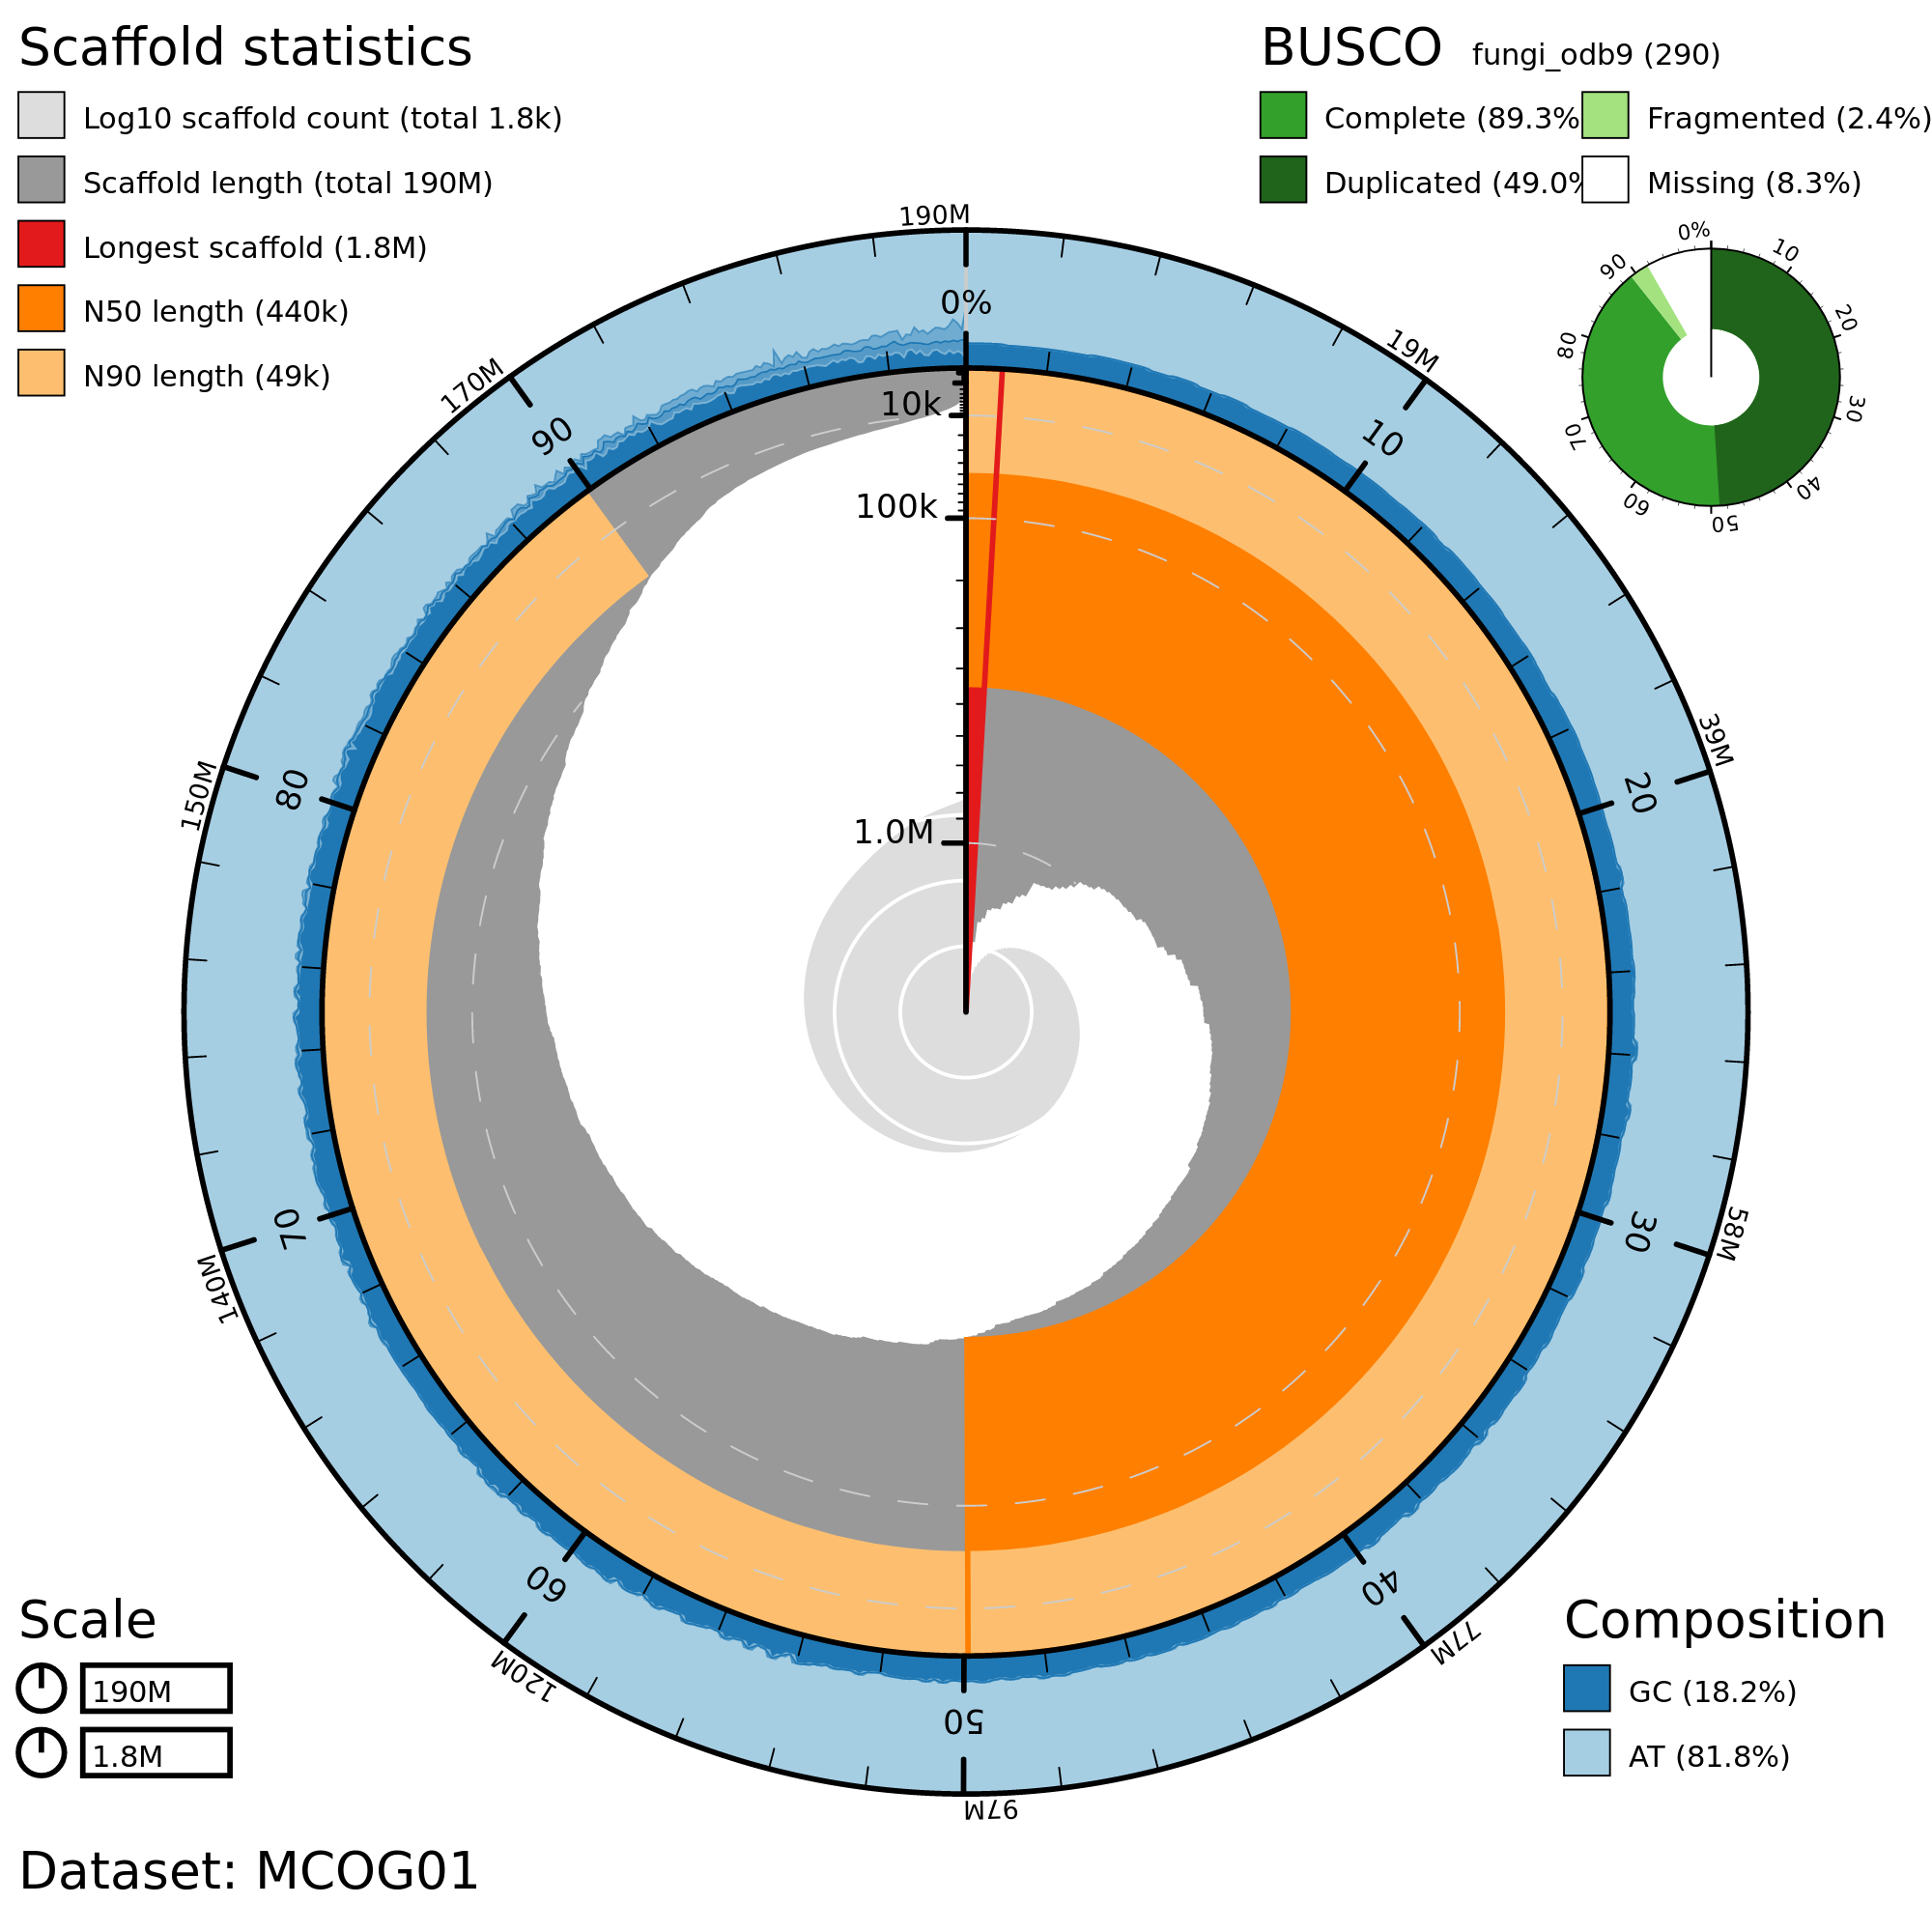 Scaffold statistics
Log10 scaffold count (total 1.8k)
Scaffold length (total 190M)
Longest scaffold (1.8M)
N50 length (440k)
N90 length (49k)
BUSCO fungi_odb9 (290)
Complete (89.3%
Fragmented (2.4%)
Duplicated (49.0%
Missing (8.3%)
0%
10
20
30
40
50
60
70
80
90
190M
19M
39M
58M
77M
97M
120M
140M
150M
170M
0%
10
20
30
40
50
60
70
80
90
10k
100k
1.0M
Scale
190M
1.8M
Composition
GC (18.2%)
AT (81.8%)
Dataset: MCOG01